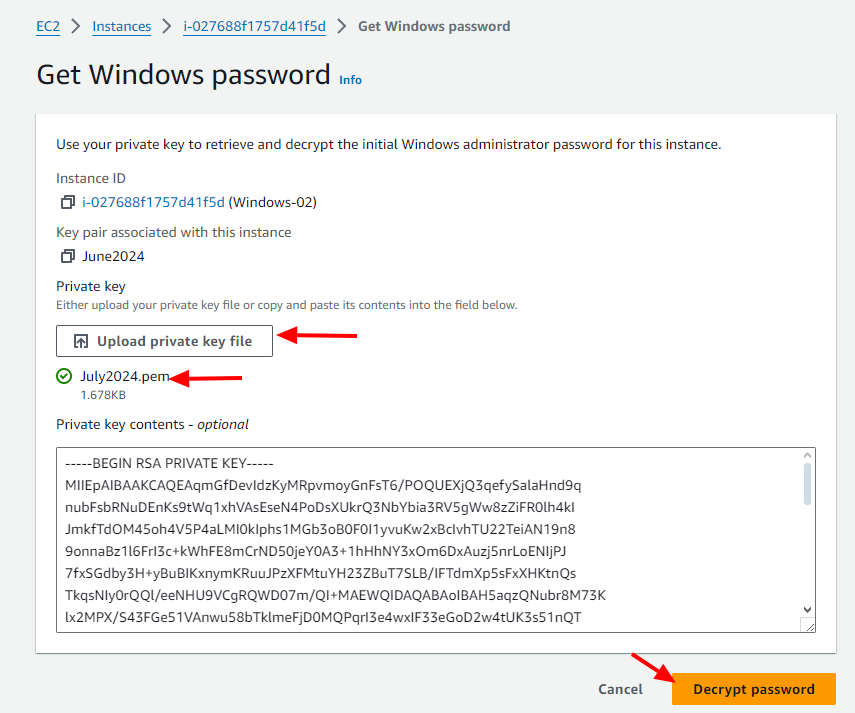 EC2 > Instances > i-027688f1757d41f5d > Get Windows password
Get Windows password Info
Use your private key to retrieve and decrypt the initial Windows administrator password for this instance.
Instance ID
i-027688f1757d41f5d (Windows-02)
Key pair associated with this instance
June2024
Private key
Either upload your private key file or copy and paste its contents into the field below.
Upload private key file
July2024.pem
1.678KB
Private key contents - optional
-----BEGIN RSA PRIVATE KEY-----
MIIEpAIBAAKCAQEAqmGfDevIdzKyMRpvmoyGnFsT6/POQUEXjQ3qefySalaHnd9q
nubFsbRNuDEnKs9tWq1xhVAsEseN4PoDsXUkrQ3NbYbia3RV5gWw8zZiFR0lh4kI
JmkfTdOM45oh4V5P4aLMI0kIphs1MGb3oB0F0I1yvuKw2xBcIvhTU22TeiAN19n8
9onnaBz1l6FrI3c+kWhFE8mCrND50jeY0A3+1hHhNY3xOm6DxAuzj5nrLoENIjPJ
7fxSGdby3H+yBuBIKxnymKRuuJPzXFMtuYH23ZBuT7SLB/IFTdmXp5sFxXHKtnQs
TkqsNIy0rQQl/eeNHU9VCgRQWD07m/QI+MAEWQIDAQABAoIBAH5aqzQNubr8M73K
lx2MPX/S43FGe51VAnwu58bTklmeFjD0MQPqrI3e4wxIF33eGoD2w4tUK3s51nQT
Cancel
Decrypt password